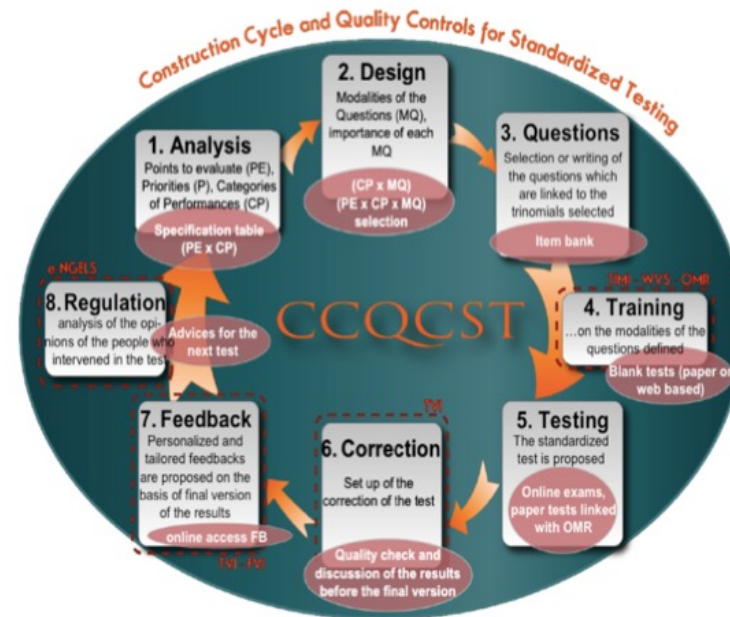 Construction Cycle and Quality Controls for Standardized Testing
2. Design
Modalities of the
Questions (MQ),
importance of each
MQ
(CP x MQ)
(PE x CP x MQ)
selection
1. Analysis
Points to evaluate (PE),
Priorities (P), Categories
of Performances (CP)
Specification table
(PE x CP)
3. Questions
Selection or writing of
the questions which
are linked to the
trinomials selected
Item bank
CCQCST
4. Training
...on the modalities of the
questions defined
Blank tests (paper or
web based)
5. Testing
The standardized
test is proposed
Online exams,
paper tests linked
with OMR
6. Correction
Set up of the
correction of the test
Quality check and
discussion of the results
before the final version
7. Feedback
Personalized and
tailored feedbacks
are proposed on the
basis of final version
of the results
online access FB
e NGELS
8. Regulation
analysis of the opi-
nions of the people who
intervened in the test
Advices for the
next test